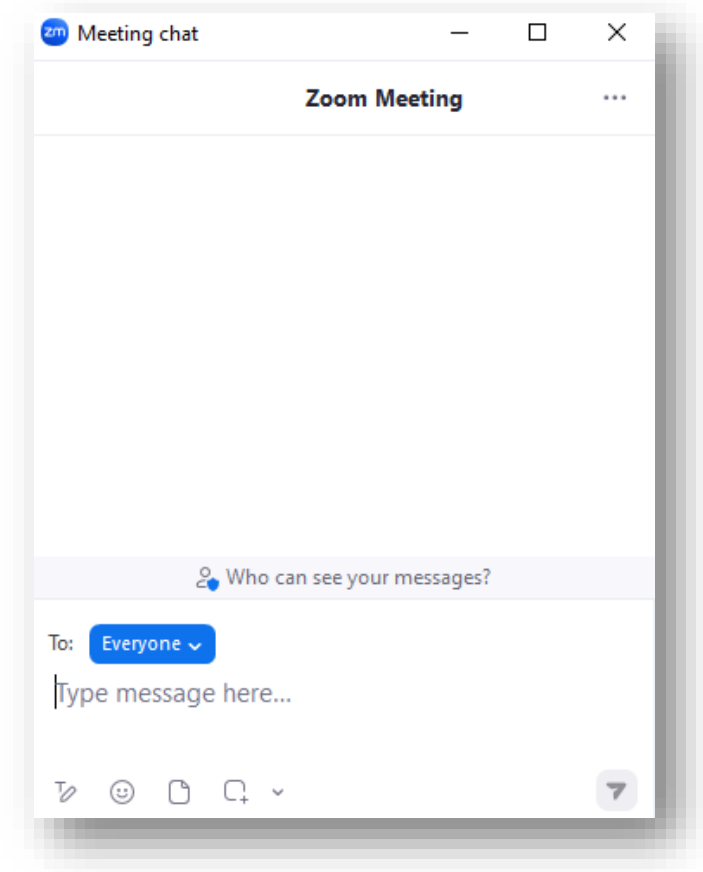 zm Meeting chat
Zoom Meeting
Who can see your messages?
To: Everyone
Type message here...